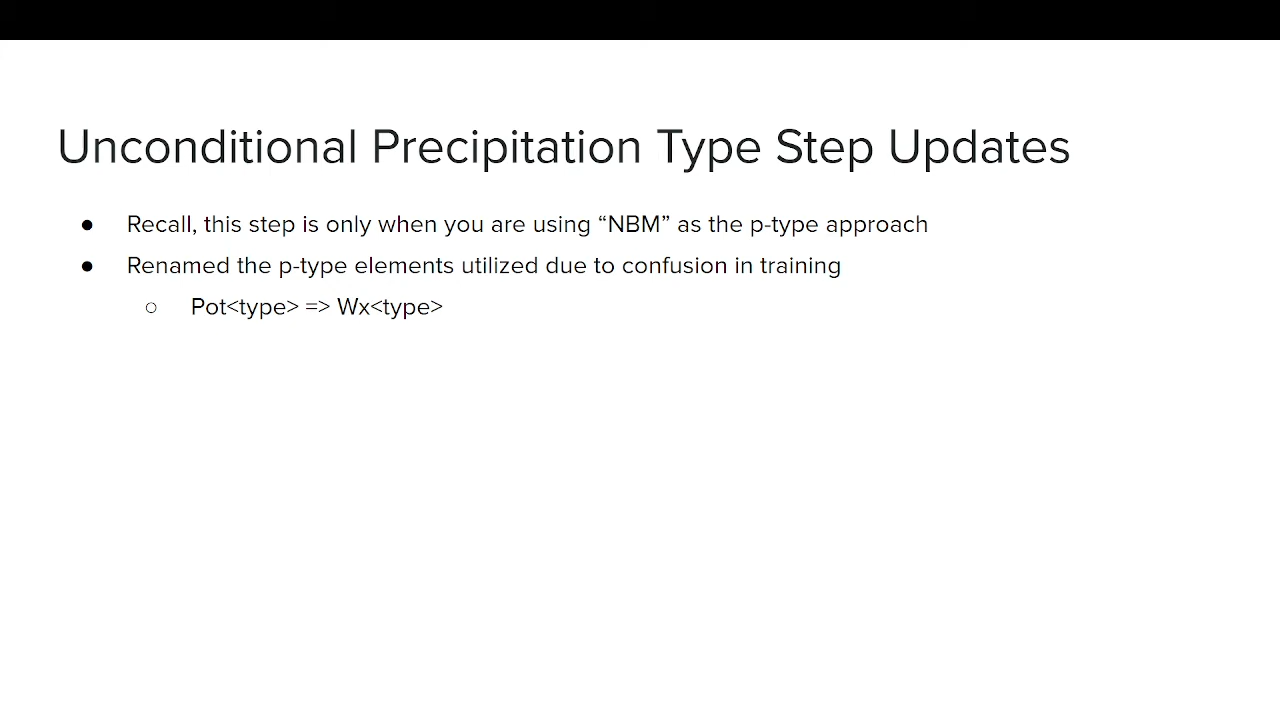 Unconditional Precipitation Type Step Updates
● Recall, this step is only when you are using “NBM” as the p-type approach
● Renamed the p-type elements utilized due to confusion in training
○ Pot<type> => Wx<type>